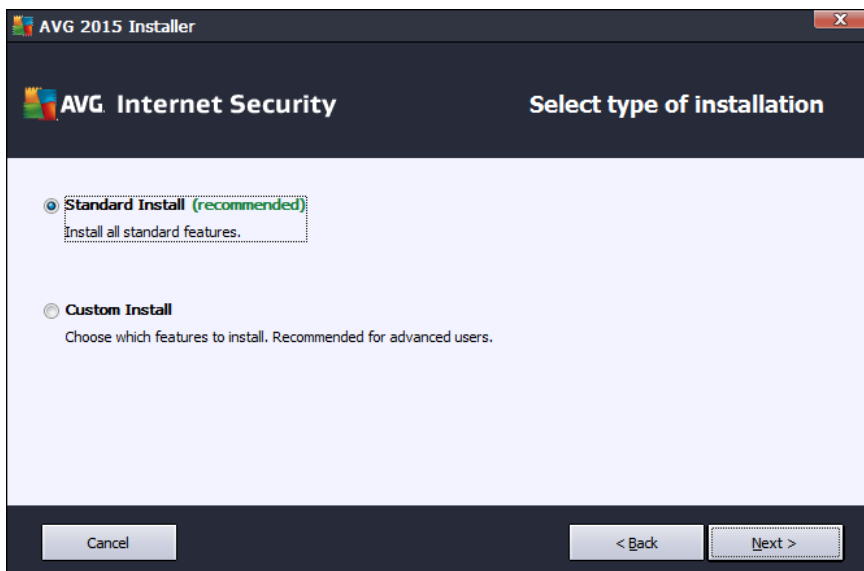 AVG 2015 Installer
AVG. Internet Security
Select type of installation
Standard Install (recommended)
Install all standard features.
Custom Install
Choose which features to install. Recommended for advanced users.
Cancel
< Back
Next >